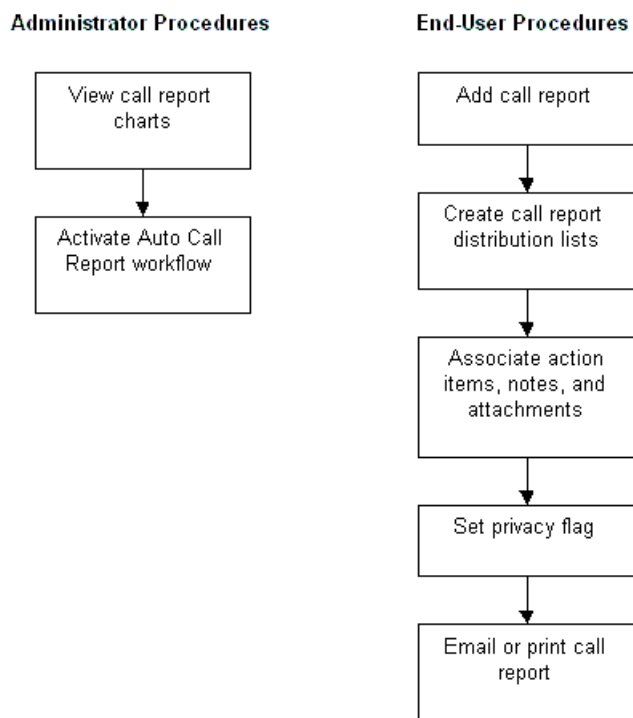 Administrator Procedures
View call report
charts
Activate Auto Call
Report workflow
End-User Procedures
Add call report
Create call report
distribution lists
Associate action
items, notes, and
attachments
Set privacy flag
Email or print call
report